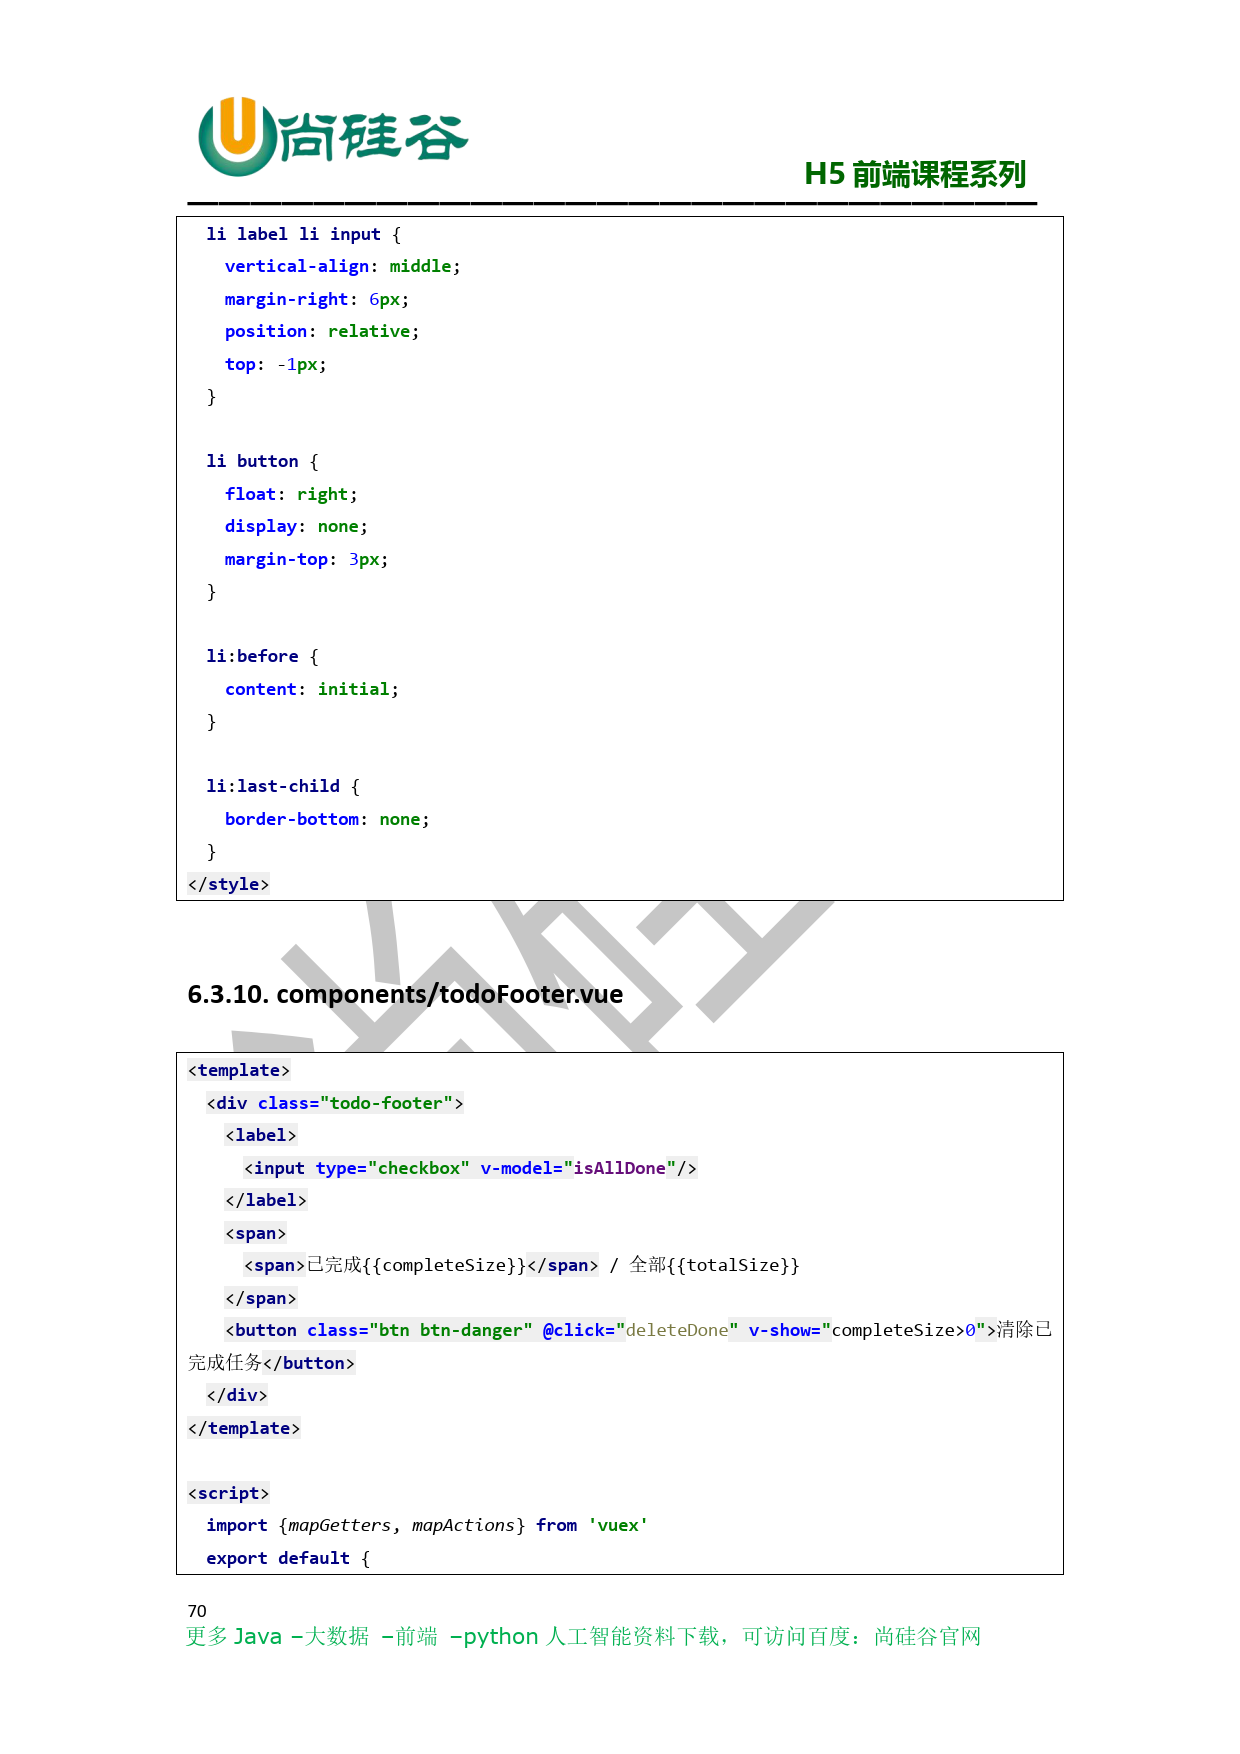 尚硅谷
H5 前端课程系列
li label li input {
vertical-align: middle;
margin-right: 6px;
position: relative;
top: -1px;
}
li button {
float: right;
display: none;
margin-top: 3px;
}
li:before {
content: initial;
}
li:last-child {
border-bottom: none;
}
</style>
6.3.10. components/todoFooter.vue
<template>
<div class="todo-footer">
<label>
<input type="checkbox" v-model="isAllDone"/>
</label>
<span>
<span>已完成{{completeSize}}</span> / 全部{{totalSize}}
</span>
<button class="btn btn-danger" @click="deleteDone" v-show="completeSize>0">清除已
完成任务</button>
</div>
</template>
<script>
import {mapGetters, mapActions} from 'vuex'
export default {
70
更多 Java –大数据 –前端 –python 人工智能资料下载，可访问百度：尚硅谷官网